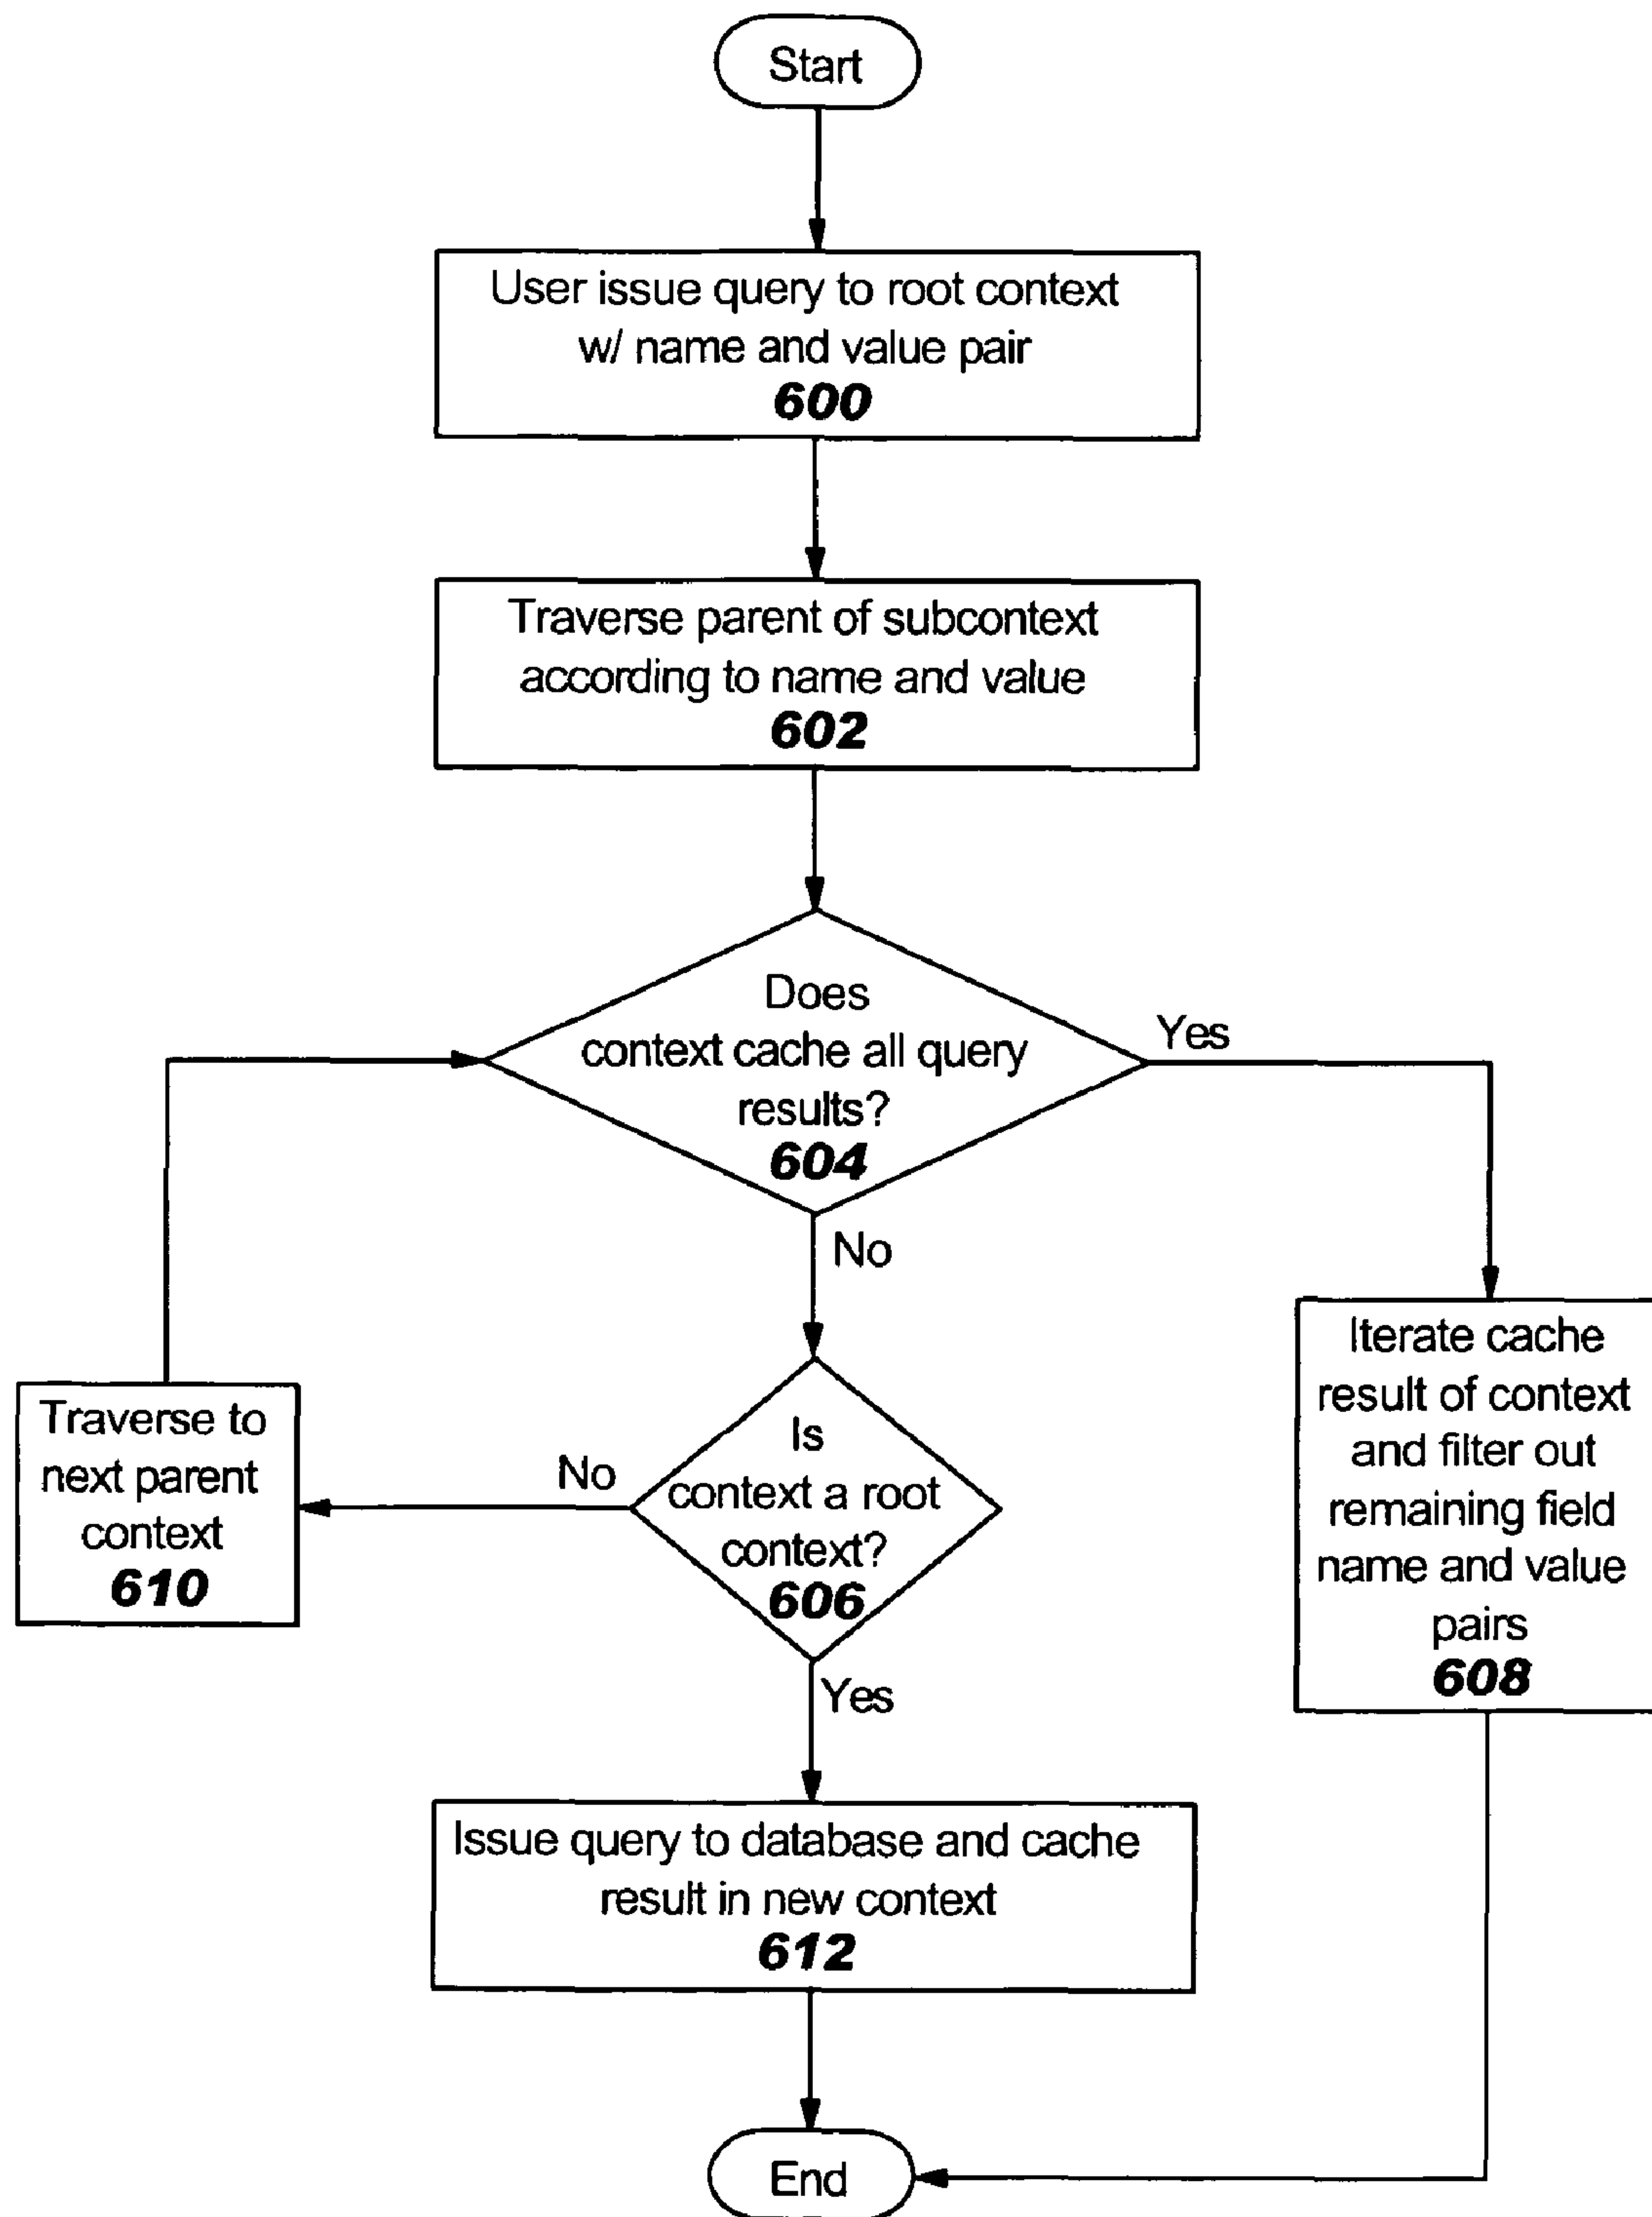 Start
User issue query to root context
w/ name and value pair
600
Traverse parent of subcontext
according to name and value
602
Does
context cache all query
results?
604
Yes
No
Iterate cache
result of context
and filter out
remaining field
name and value
pairs
608
Is
context a root
context?
606
No
Traverse to
next parent
context
610
Yes
Issue query to database and cache
result in new context
612
End